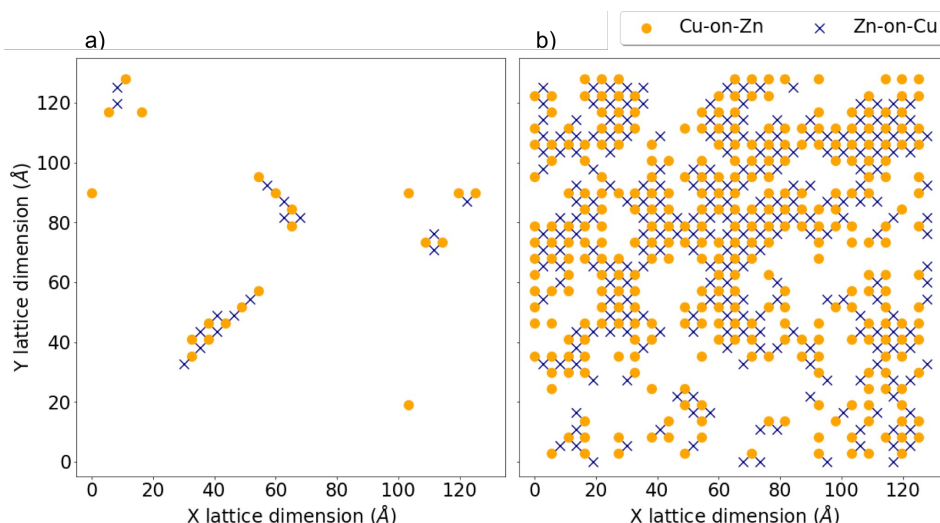 Cu-on-Zn Zn-on-Cu
a) b)
120
100
80
60
40
20
0
0 20 40 60 80 100 120
0 20 40 60 80 100 120
Y lattice dimension (Å)
X lattice dimension (Å)
X lattice dimension (Å)